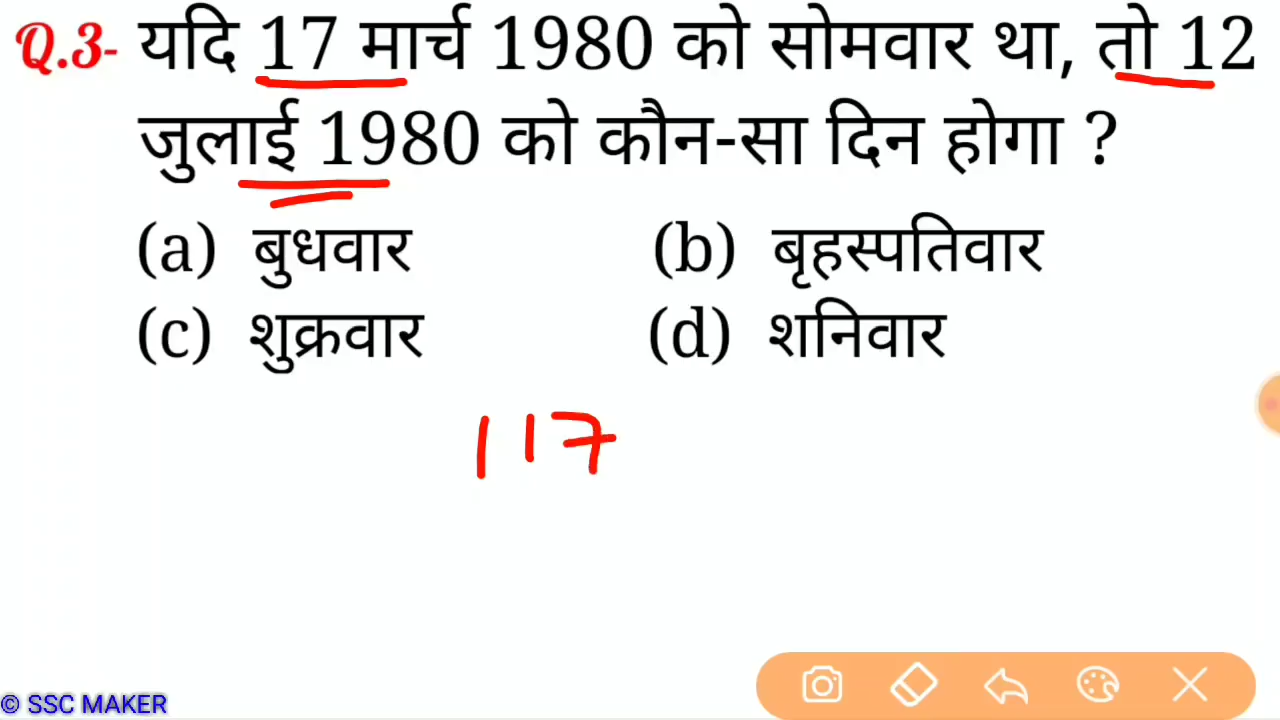 Q.3- यदि 17 मार्च 1980 को सोमवार था, तो 12
जुलाई 1980 को कौन-सा दिन होगा ?
(a) बुधवार (b) बृहस्पतिवार
(c) शुक्रवार (d) शनिवार
117
© SSC MAKER